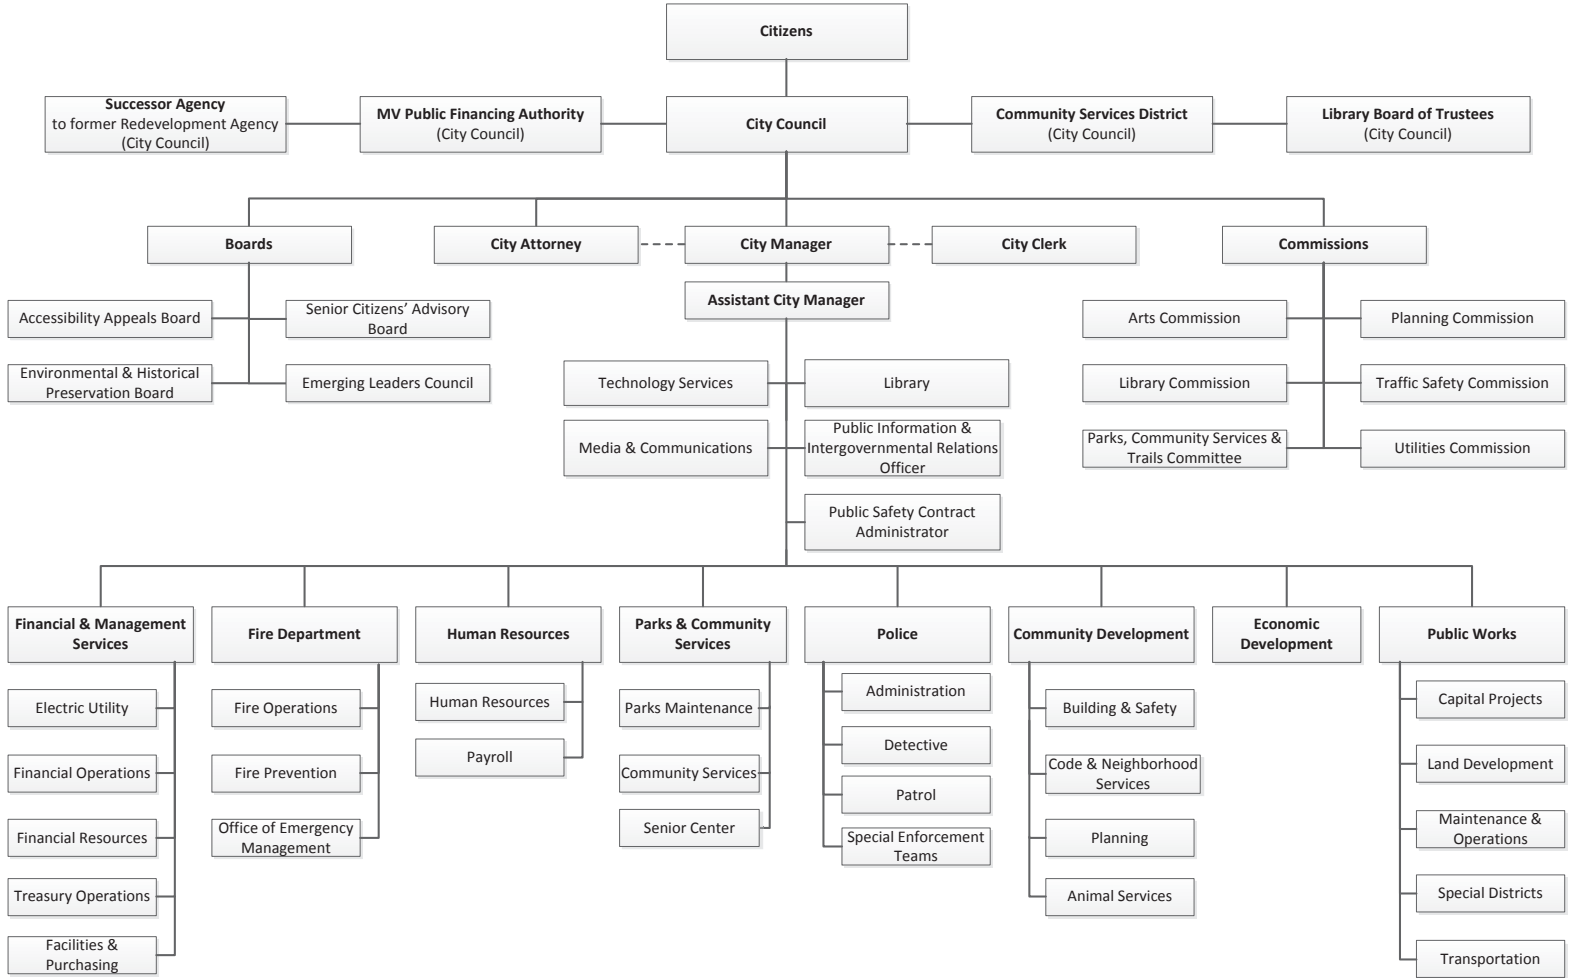 Citizens
Successor Agency
to former Redevelopment Agency
(City Council)
MV Public Financing Authority
(City Council)
City Council
Community Services District
(City Council)
Library Board of Trustees
(City Council)
Boards
City Attorney
City Manager
City Clerk
Commissions
Assistant City Manager
Accessibility Appeals Board
Senior Citizens’ Advisory
Board
Environmental & Historical
Preservation Board
Emerging Leaders Council
Technology Services
Library
Media & Communications
Public Information &
Intergovernmental Relations
Officer
Public Safety Contract
Administrator
Arts Commission
Planning Commission
Library Commission
Traffic Safety Commission
Parks, Community Services &
Trails Committee
Utilities Commission
Financial & Management
Services
Electric Utility
Financial Operations
Financial Resources
Treasury Operations
Facilities &
Purchasing
Fire Department
Fire Operations
Fire Prevention
Office of Emergency
Management
Human Resources
Human Resources
Payroll
Parks & Community
Services
Parks Maintenance
Community Services
Senior Center
Police
Administration
Detective
Patrol
Special Enforcement
Teams
Community Development
Building & Safety
Code & Neighborhood
Services
Planning
Animal Services
Economic
Development
Public Works
Capital Projects
Land Development
Maintenance &
Operations
Special Districts
Transportation